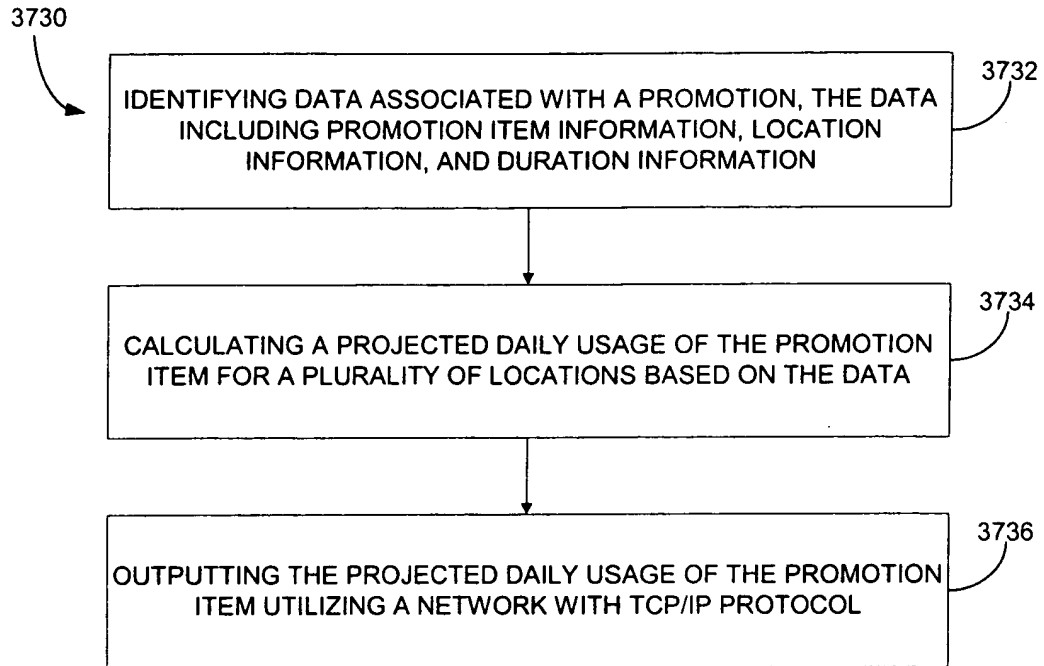 3730
3732
IDENTIFYING DATA ASSOCIATED WITH A PROMOTION, THE DATA
INCLUDING PROMOTION ITEM INFORMATION, LOCATION
INFORMATION, AND DURATION INFORMATION
3734
CALCULATING A PROJECTED DAILY USAGE OF THE PROMOTION
ITEM FOR A PLURALITY OF LOCATIONS BASED ON THE DATA
3736
OUTPUTTING THE PROJECTED DAILY USAGE OF THE PROMOTION
ITEM UTILIZING A NETWORK WITH TCP/IP PROTOCOL